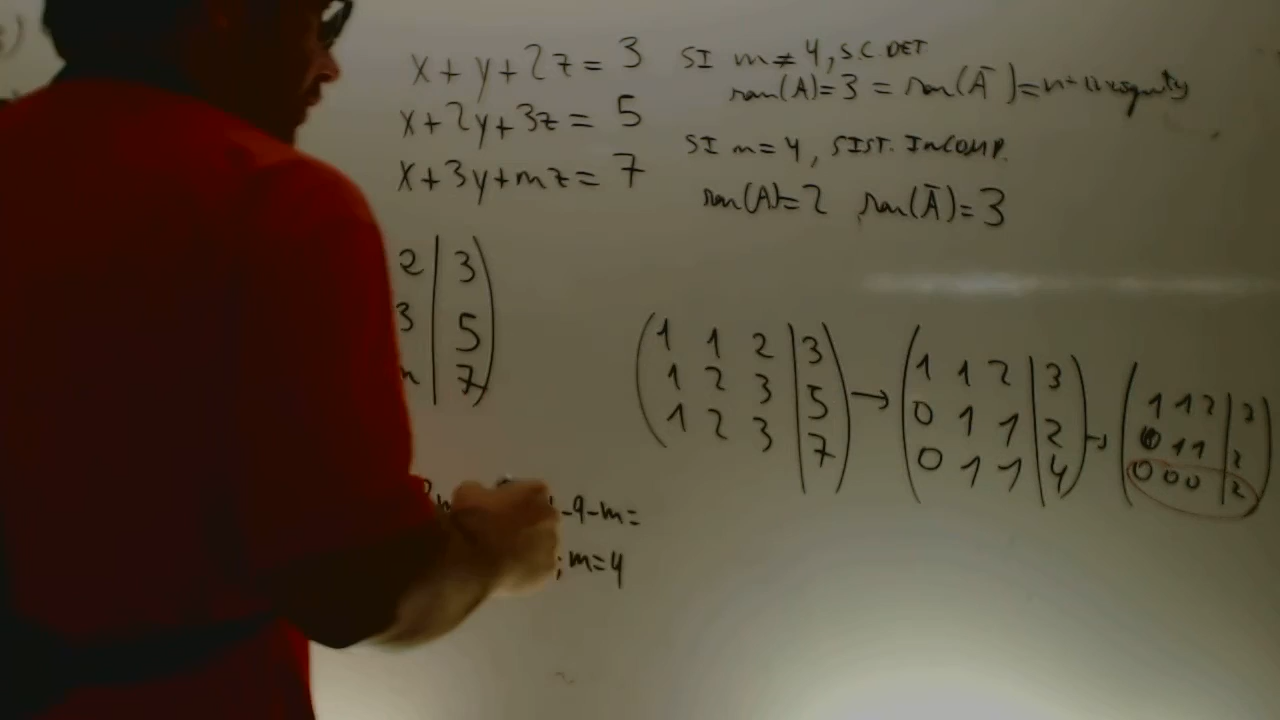 x+y+2z=3
x+2y+3z=5
x+3y+mz=7
SI m≠4, S.C. DET
ran(A)=3=ran(Ā)=nº
SI m=4, SIST. INCOMP.
ran(A)=2 ran(Ā)=3
2 | 3
3 | 5
| 7
1 1 2 | 3
1 2 3 | 5
1 2 3 | 7
→
1 1 2 | 3
0 1 1 | 2
0 1 1 | 4
→
1 1 2 | 3
0 1 1 | 2
0 0 0 | 2
-9-m=
;m=4